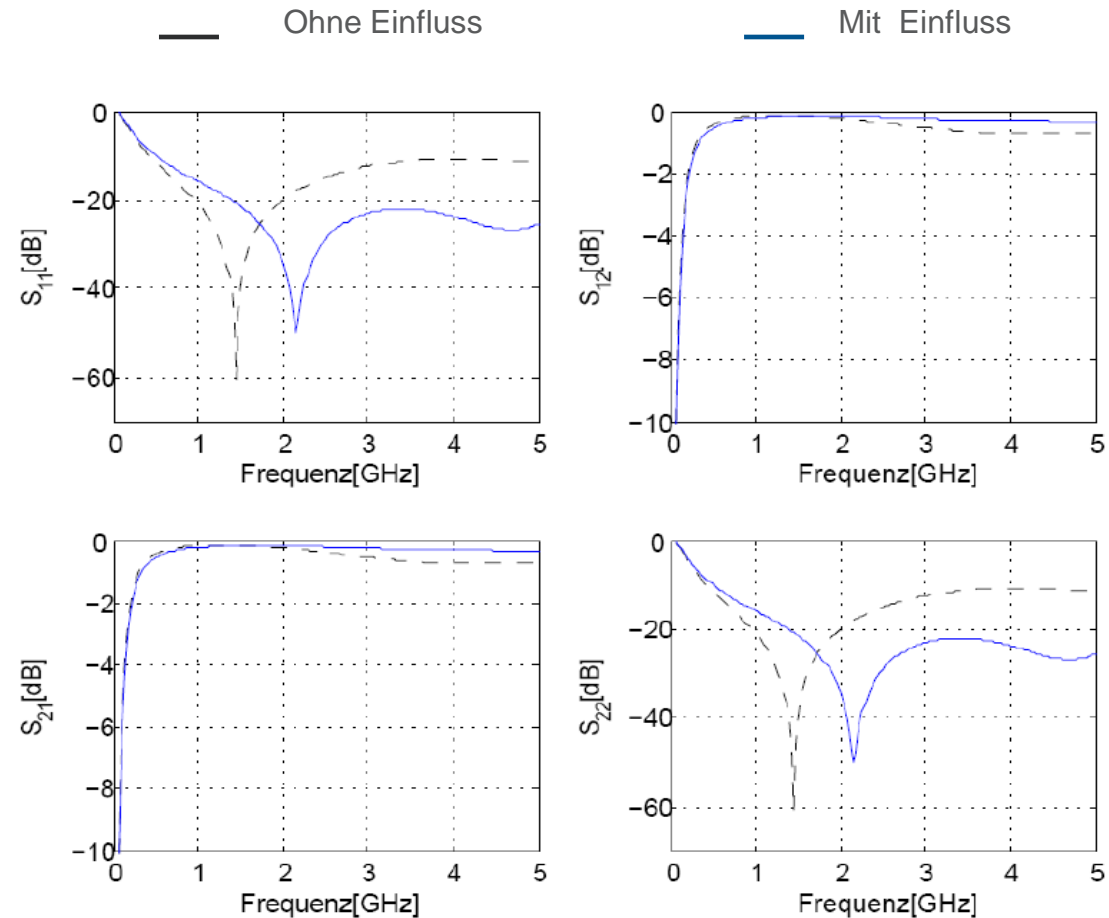 Ohne Einfluss
Mit Einfluss
0
−20
−40
−60
S11[dB]
0 1 2 3 4 5
Frequenz[GHz]
0
−2
−4
−6
−8
−10
S12[dB]
0 1 2 3 4 5
Frequenz[GHz]
0
−2
−4
−6
−8
−10
S21[dB]
0 1 2 3 4 5
Frequenz[GHz]
0
−20
−40
−60
S22[dB]
0 1 2 3 4 5
Frequenz[GHz]